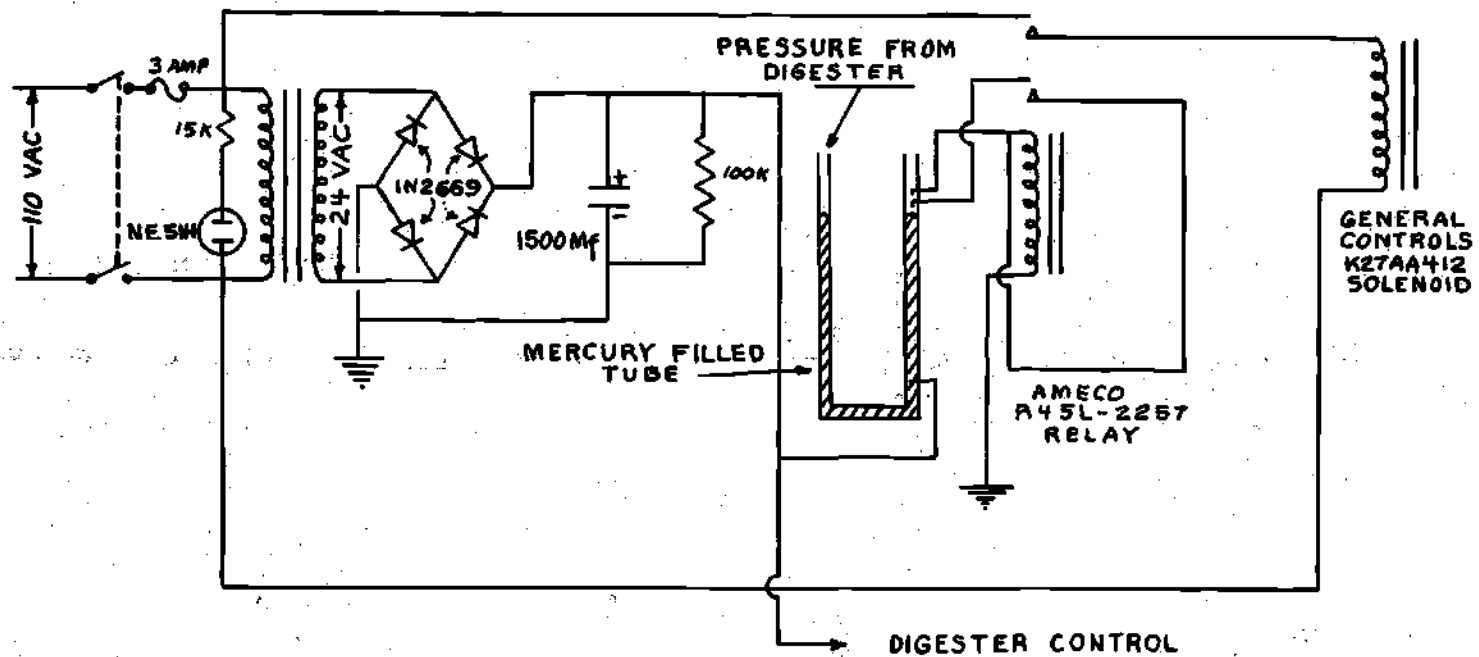 3 AMP
110 VAC
15K
NE51H
24 VAC
1N2669
+
-
1500Mf
100K
PRESSURE FROM
DIGESTER
MERCURY FILLED
TUBE
AMECO
R45L-2257
RELAY
GENERAL
CONTROLS
K27AA412
SOLENOID
DIGESTER CONTROL